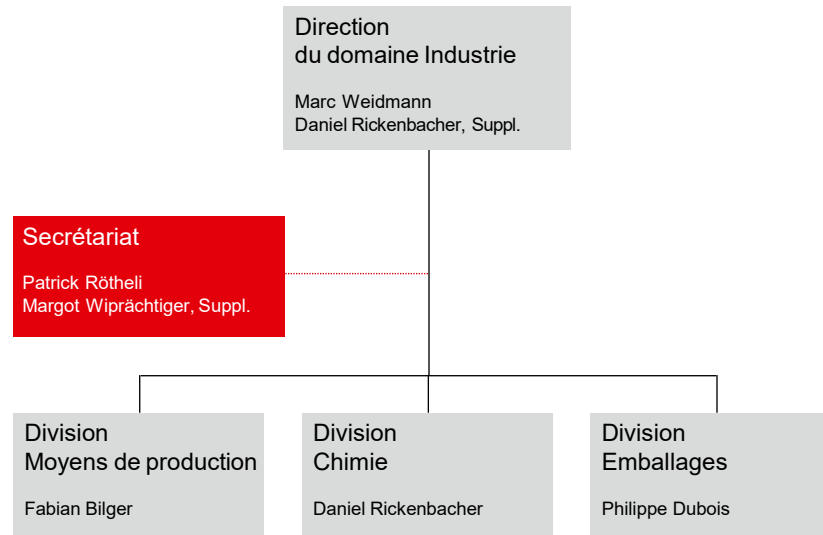 Direction
du domaine Industrie
Marc Weidmann
Daniel Rickenbacher, Suppl.
Secrétariat
Patrick Rötheli
Margot Wiprächtiger, Suppl.
Division
Moyens de production
Fabian Bilger
Division
Chimie
Daniel Rickenbacher
Division
Emballages
Philippe Dubois